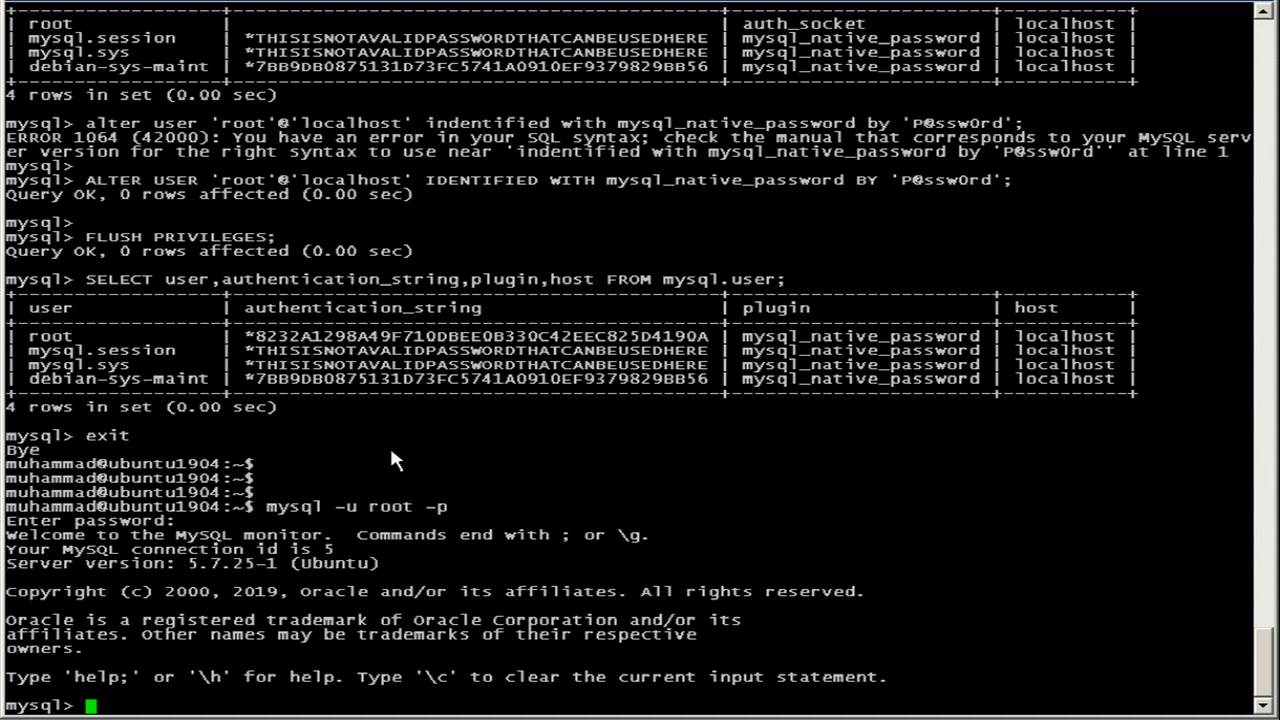 +------------------+-------------------------------------------+-----------------------+-----------+
| root             |                                           | auth_socket           | localhost |
| mysql.session    | *THISISNOTAVALIDPASSWORDTHATCANBEUSEDHERE | mysql_native_password | localhost |
| mysql.sys        | *THISISNOTAVALIDPASSWORDTHATCANBEUSEDHERE | mysql_native_password | localhost |
| debian-sys-maint | *7BB9DB0875131D73FC5741A0910EF9379829BB56 | mysql_native_password | localhost |
+------------------+-------------------------------------------+-----------------------+-----------+
4 rows in set (0.00 sec)
mysql> alter user 'root'@'localhost' indentified with mysql_native_password by 'P@ssw0rd';
ERROR 1064 (42000): You have an error in your SQL syntax; check the manual that corresponds to your MySQL serv
er version for the right syntax to use near 'indentified with mysql_native_password by 'P@ssw0rd'' at line 1
mysql>
mysql> ALTER USER 'root'@'localhost' IDENTIFIED WITH mysql_native_password BY 'P@ssw0rd';
Query OK, 0 rows affected (0.00 sec)
mysql>
mysql> FLUSH PRIVILEGES;
Query OK, 0 rows affected (0.00 sec)
mysql> SELECT user,authentication_string,plugin,host FROM mysql.user;
+------------------+-------------------------------------------+-----------------------+-----------+
| user             | authentication_string                     | plugin                | host      |
+------------------+-------------------------------------------+-----------------------+-----------+
| root             | *8232A1298A49F710DBEE0B330C42EEC825D4190A | mysql_native_password | localhost |
| mysql.session    | *THISISNOTAVALIDPASSWORDTHATCANBEUSEDHERE | mysql_native_password | localhost |
| mysql.sys        | *THISISNOTAVALIDPASSWORDTHATCANBEUSEDHERE | mysql_native_password | localhost |
| debian-sys-maint | *7BB9DB0875131D73FC5741A0910EF9379829BB56 | mysql_native_password | localhost |
+------------------+-------------------------------------------+-----------------------+-----------+
4 rows in set (0.00 sec)
mysql> exit
Bye
muhammad@ubuntu1904:~$
muhammad@ubuntu1904:~$
muhammad@ubuntu1904:~$
muhammad@ubuntu1904:~$ mysql -u root -p
Enter password:
Welcome to the MySQL monitor.  Commands end with ; or \g.
Your MySQL connection id is 5
Server version: 5.7.25-1 (Ubuntu)
Copyright (c) 2000, 2019, Oracle and/or its affiliates. All rights reserved.
Oracle is a registered trademark of Oracle Corporation and/or its
affiliates. Other names may be trademarks of their respective
owners.
Type 'help;' or '\h' for help. Type '\c' to clear the current input statement.
mysql>